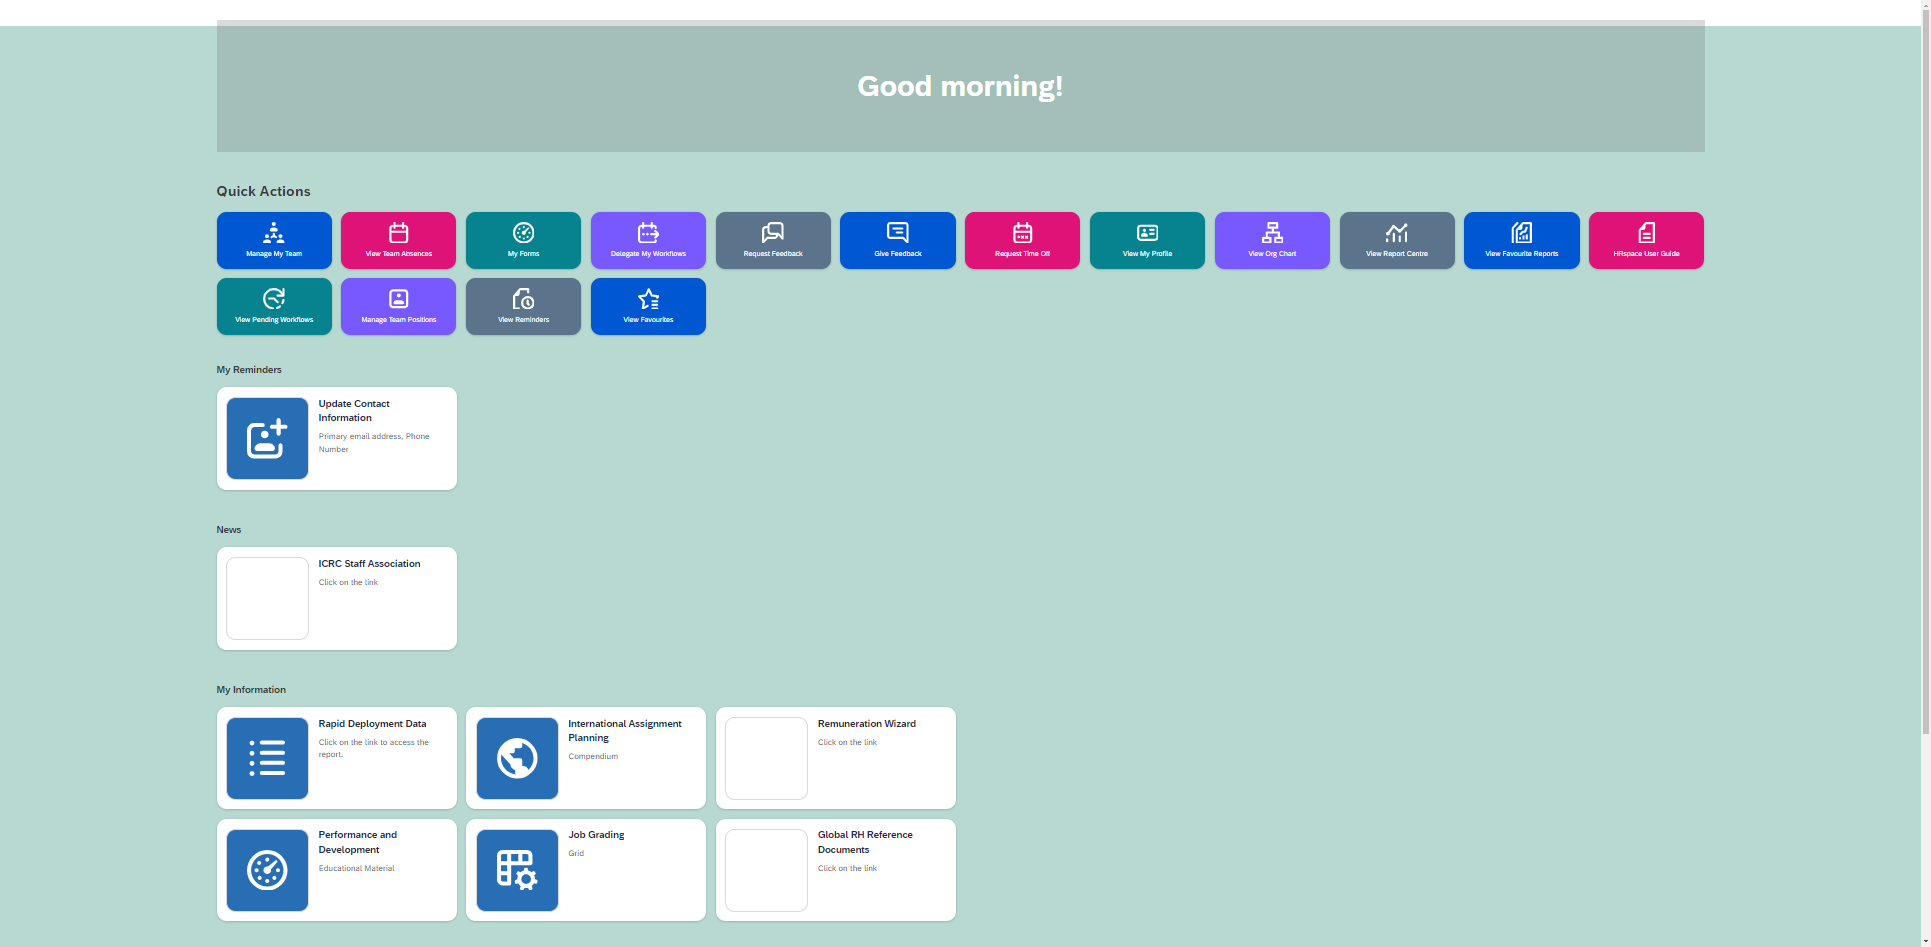 Good morning!
Quick Actions
Manage My Team
View Team Absences
My Forms
Delegate My Workflows
Request Feedback
Give Feedback
Request Time Off
View My Profile
View Org Chart
View Report Centre
View Favourite Reports
HRspace User Guide
View Pending Workflows
Manage Team Positions
View Reminders
View Favourites
My Reminders
Update Contact
Information
Primary email address, Phone
Number
News
ICRC Staff Association
Click on the link
My Information
Rapid Deployment Data
Click on the link to access the
report.
International Assignment
Planning
Compendium
Remuneration Wizard
Click on the link
Performance and
Development
Educational Material
Job Grading
Grid
Global RH Reference
Documents
Click on the link